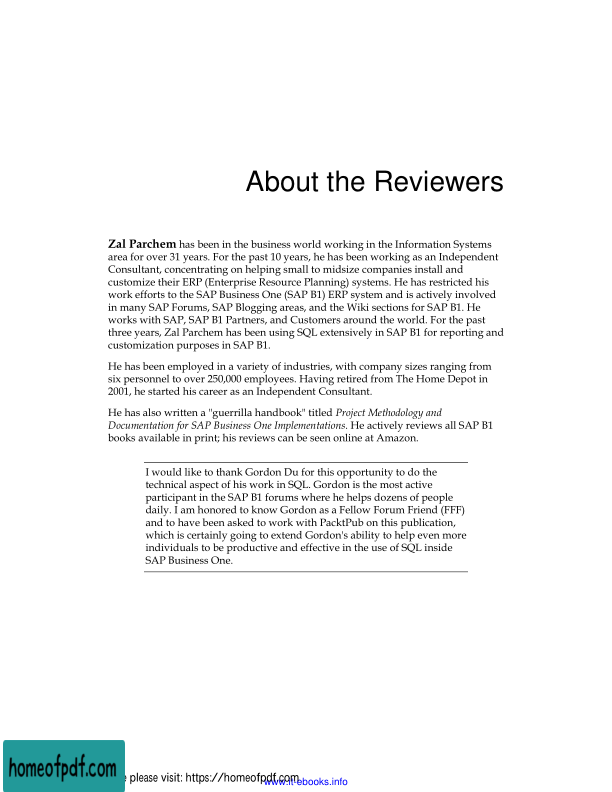 About the Reviewers
Zal Parchem has been in the business world working in the Information Systems
area for over 31 years. For the past 10 years, he has been working as an Independent
Consultant, concentrating on helping small to midsize companies install and
customize their ERP (Enterprise Resource Planning) systems. He has restricted his
work efforts to the SAP Business One (SAP B1) ERP system and is actively involved
in many SAP Forums, SAP Blogging areas, and the Wiki sections for SAP B1. He
works with SAP, SAP B1 Partners, and Customers around the world. For the past
three years, Zal Parchem has been using SQL extensively in SAP B1 for reporting and
customization purposes in SAP B1.
He has been employed in a variety of industries, with company sizes ranging from
six personnel to over 250,000 employees. Having retired from The Home Depot in
2001, he started his career as an Independent Consultant.
He has also written a "guerrilla handbook" titled Project Methodology and
Documentation for SAP Business One Implementations. He actively reviews all SAP B1
books available in print; his reviews can be seen online at Amazon.
I would like to thank Gordon Du for this opportunity to do the
technical aspect of his work in SQL. Gordon is the most active
participant in the SAP B1 forums where he helps dozens of people
daily. I am honored to know Gordon as a Fellow Forum Friend (FFF)
and to have been asked to work with PacktPub on this publication,
which is certainly going to extend Gordon's ability to help even more
individuals to be productive and effective in the use of SQL inside
SAP Business One.
homeofpdf.com
please visit: https://homeofpdf.com
www.it-ebooks.info